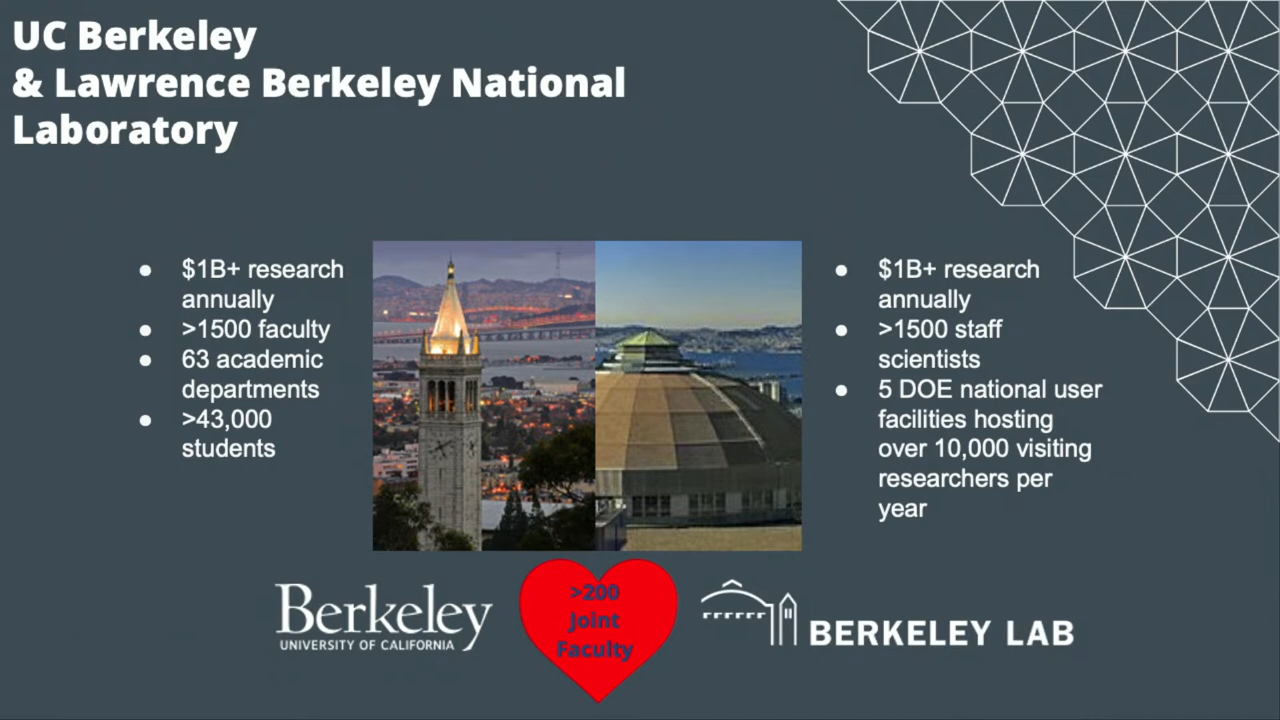 UC Berkeley
& Lawrence Berkeley National
Laboratory
● $1B+ research
annually
● >1500 faculty
● 63 academic
departments
● >43,000
students
● $1B+ research
annually
● >1500 staff
scientists
● 5 DOE national user
facilities hosting
over 10,000 visiting
researchers per
year
Berkeley
UNIVERSITY OF CALIFORNIA
>200
Joint
Faculty
BERKELEY LAB